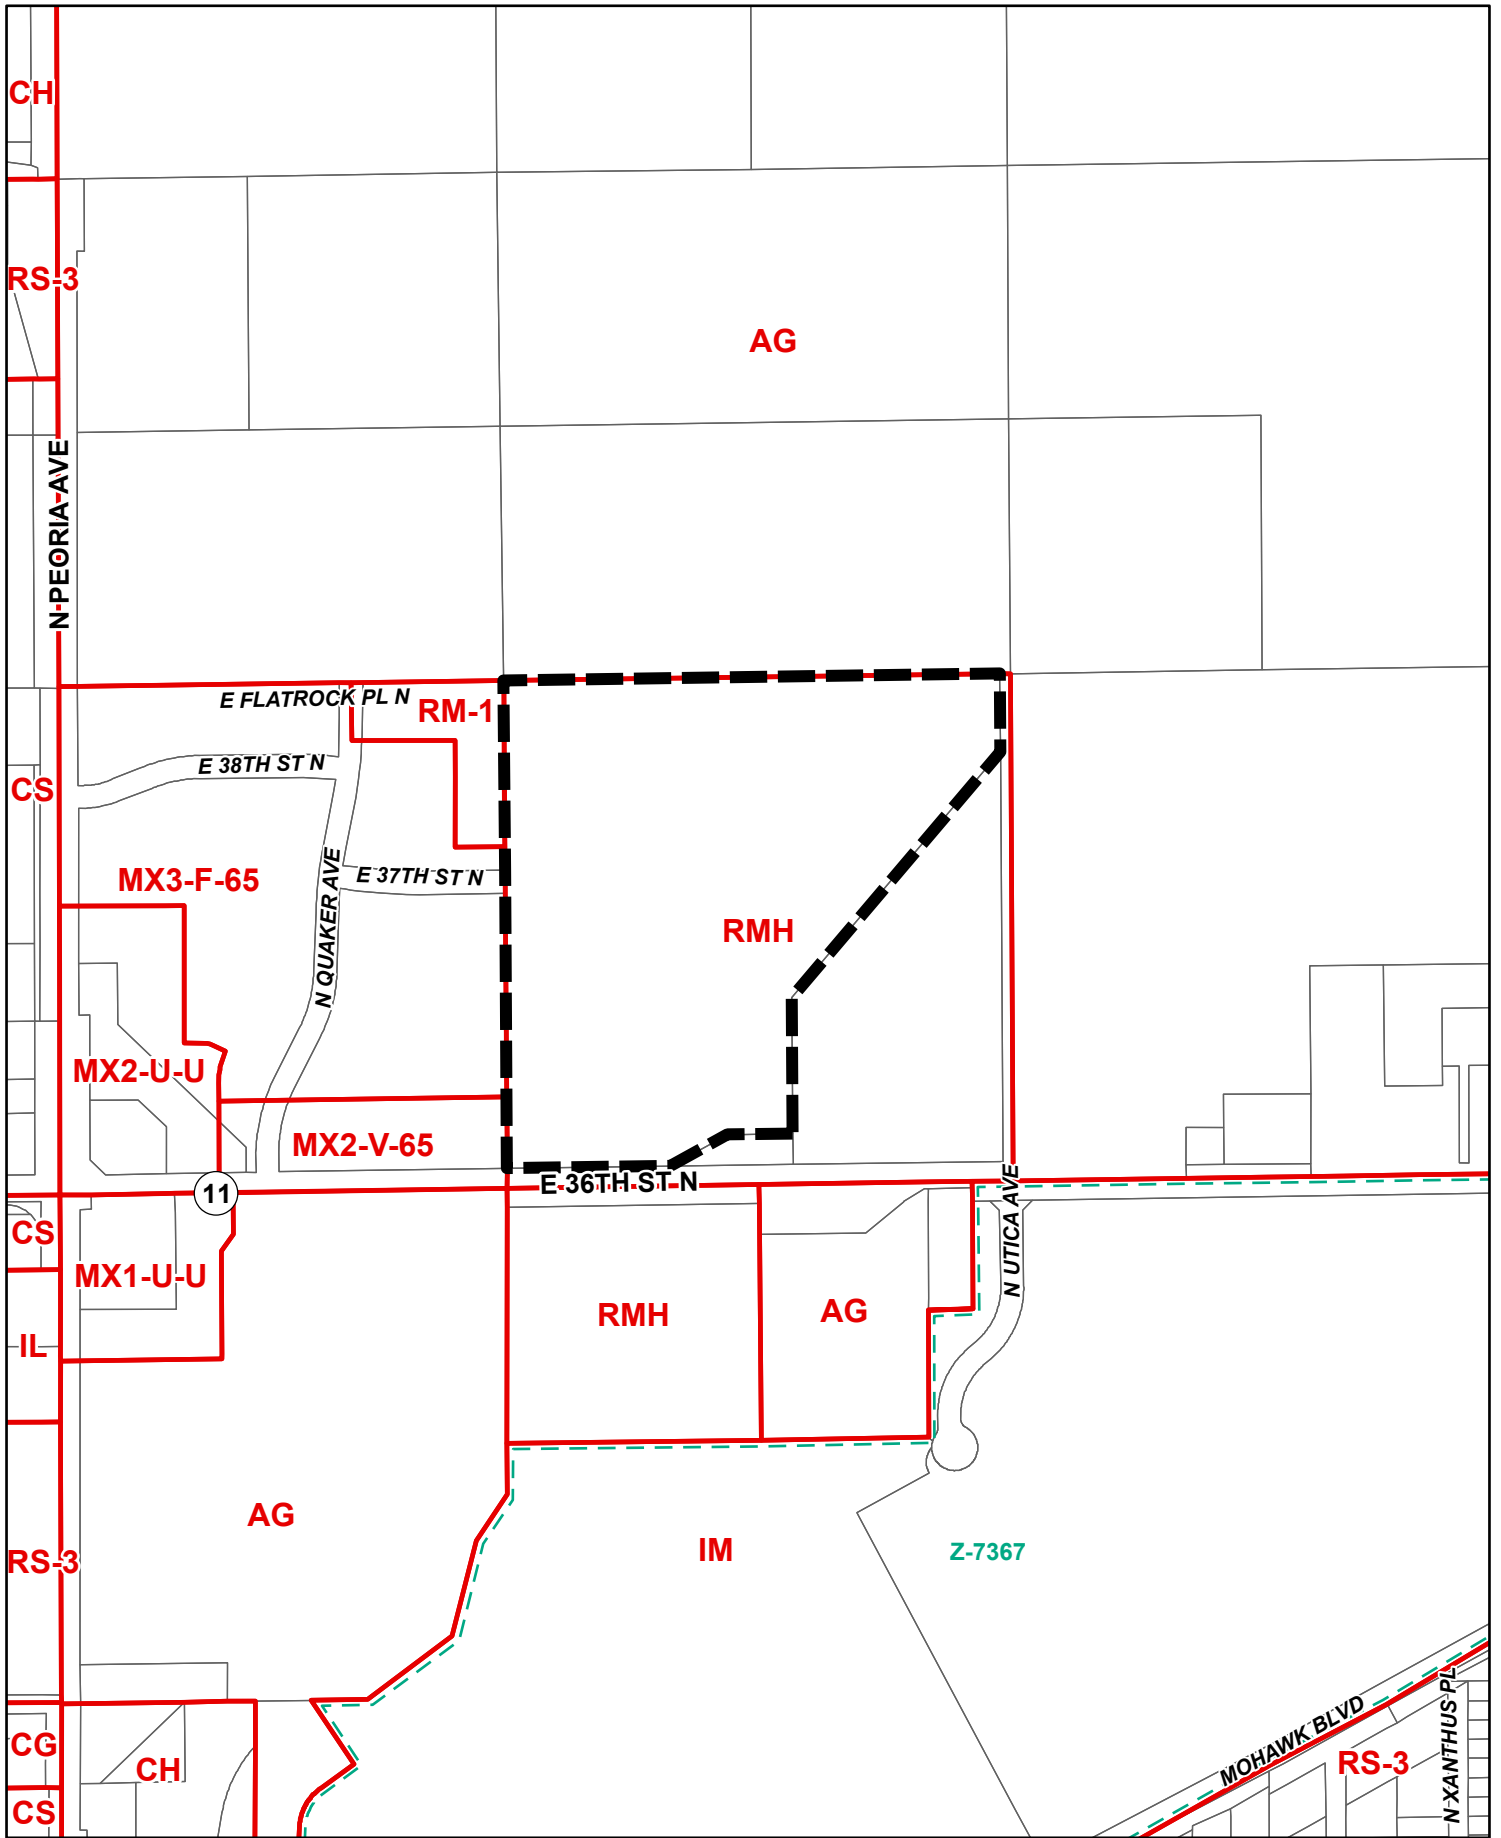 CH
RS-3
AG
N PEORIA AVE
E FLATROCK PL N
RM-1
E 38TH ST N
CS
MX3-F-65
E 37TH ST N
N QUAKER AVE
RMH
MX2-U-U
MX2-V-65
E 36TH ST N
11
CS
MX1-U-U
N UTICA AVE
RMH
AG
IL
AG
IM
Z-7367
RS-3
MOHAWK BLVD
N XANTHUS PL
CG
CH
RS-3
CS